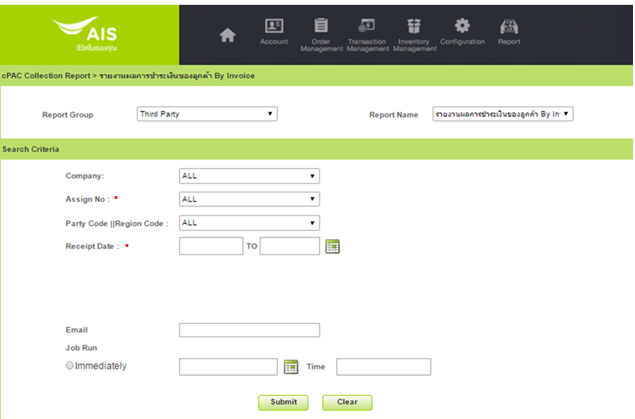 AIS
ชีวิตในแบบคุณ
Account
Order Management
Transaction Management
Inventory Management
Configuration
Report
cPAC Collection Report > รายงานผลการชำระเงินของลูกค้า By Invoice
Report Group
Third Party
Report Name
รายงานผลการชำระเงินของลูกค้า By In
Search Criteria
Company:
ALL
Assign No : *
ALL
Party Code ||Region Code :
ALL
Receipt Date : *
TO
Email
Job Run
Immediately
Time
Submit
Clear